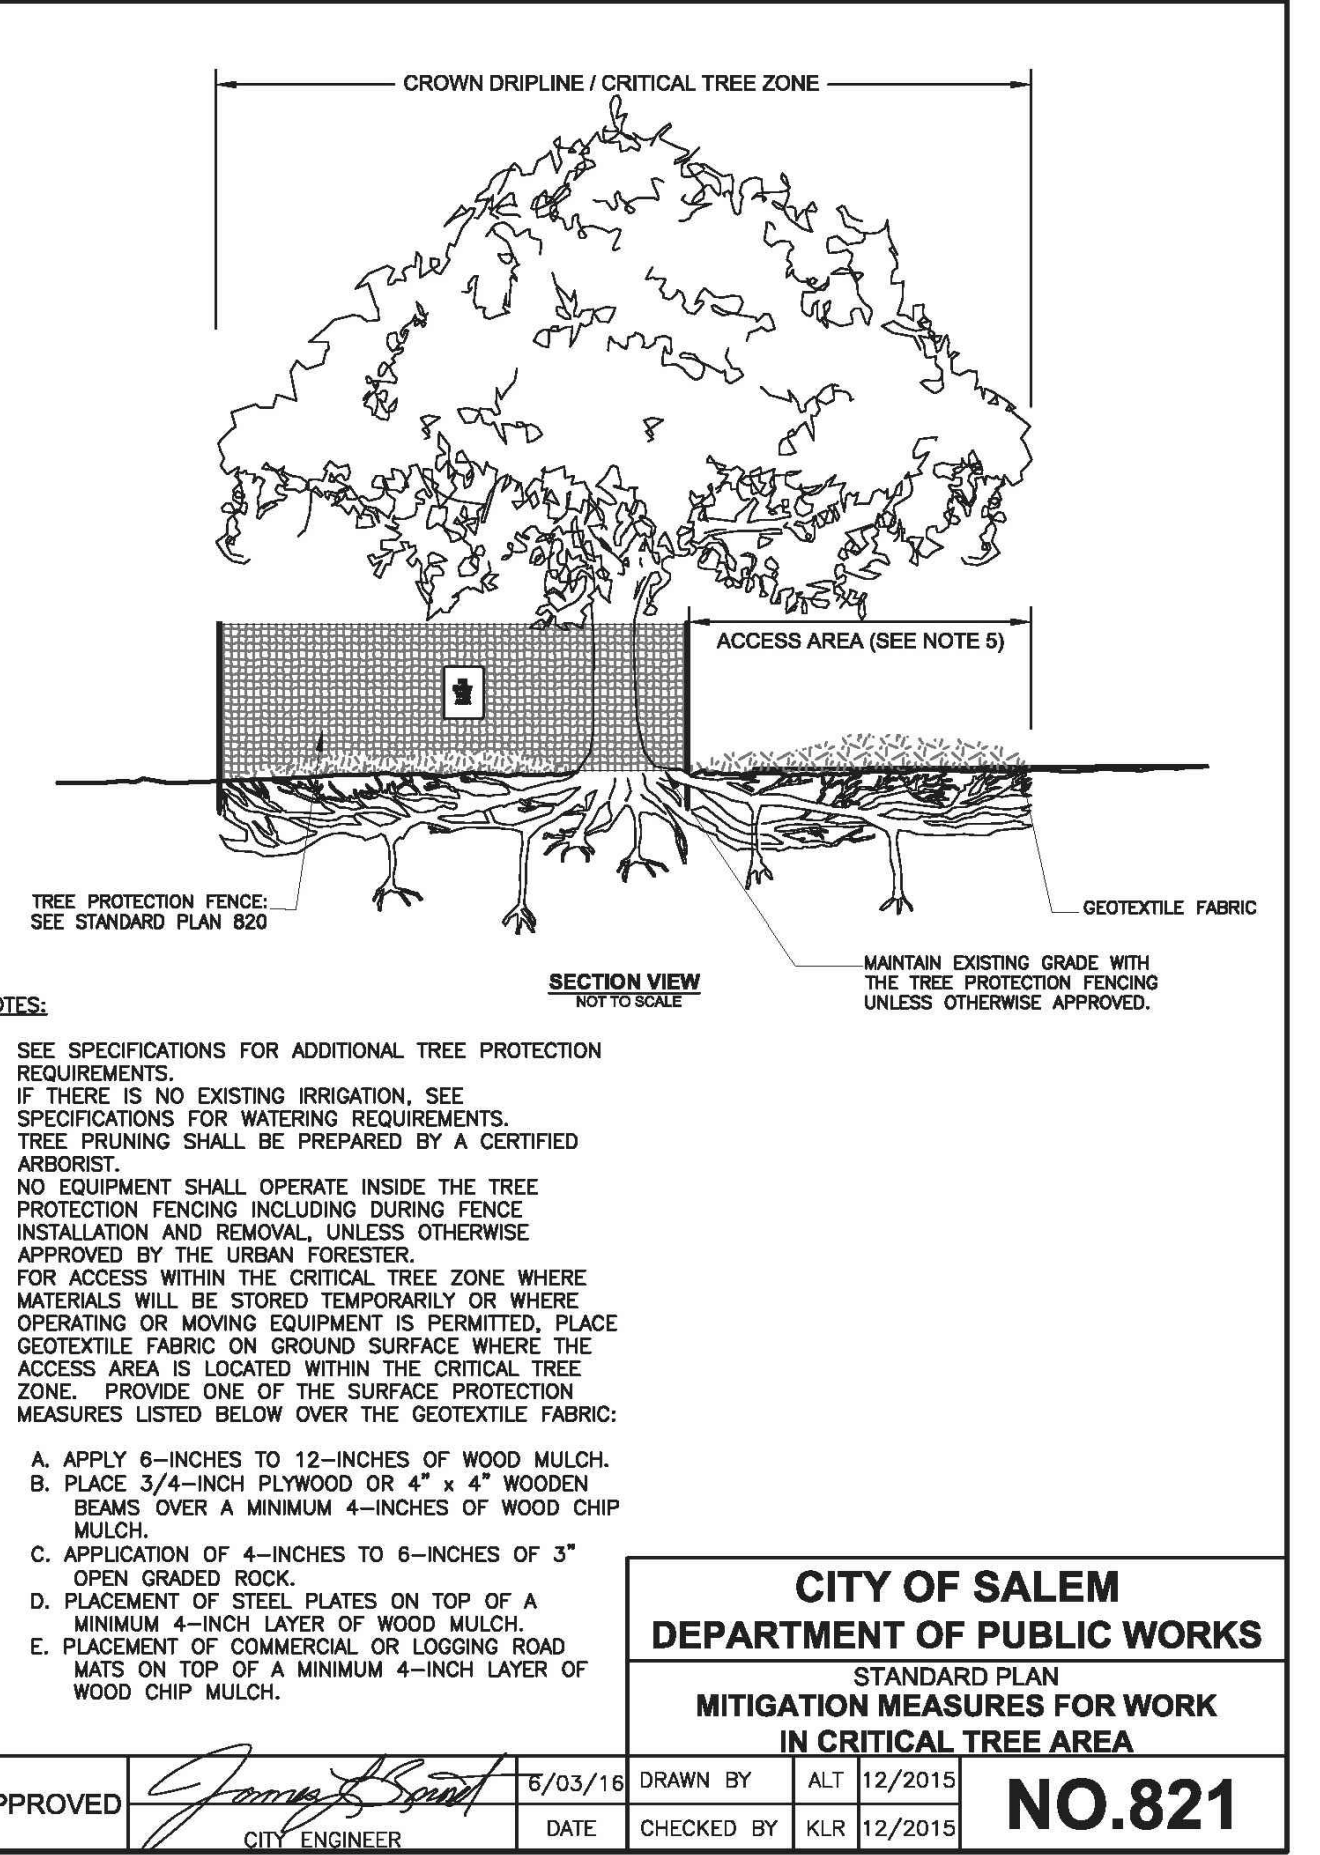 CROWN DRIPLINE / CRITICAL TREE ZONE
ACCESS AREA (SEE NOTE 5)
TREE PROTECTION FENCE:
SEE STANDARD PLAN 820
GEOTEXTILE FABRIC
MAINTAIN EXISTING GRADE WITH
THE TREE PROTECTION FENCING
UNLESS OTHERWISE APPROVED.
SECTION VIEW
NOT TO SCALE
OTES:
SEE SPECIFICATIONS FOR ADDITIONAL TREE PROTECTION
REQUIREMENTS.
IF THERE IS NO EXISTING IRRIGATION, SEE
SPECIFICATIONS FOR WATERING REQUIREMENTS.
TREE PRUNING SHALL BE PREPARED BY A CERTIFIED
ARBORIST.
NO EQUIPMENT SHALL OPERATE INSIDE THE TREE
PROTECTION FENCING INCLUDING DURING FENCE
INSTALLATION AND REMOVAL, UNLESS OTHERWISE
APPROVED BY THE URBAN FORESTER.
FOR ACCESS WITHIN THE CRITICAL TREE ZONE WHERE
MATERIALS WILL BE STORED TEMPORARILY OR WHERE
OPERATING OR MOVING EQUIPMENT IS PERMITTED, PLACE
GEOTEXTILE FABRIC ON GROUND SURFACE WHERE THE
ACCESS AREA IS LOCATED WITHIN THE CRITICAL TREE
ZONE. PROVIDE ONE OF THE SURFACE PROTECTION
MEASURES LISTED BELOW OVER THE GEOTEXTILE FABRIC:
A. APPLY 6-INCHES TO 12-INCHES OF WOOD MULCH.
B. PLACE 3/4-INCH PLYWOOD OR 4" x 4" WOODEN
BEAMS OVER A MINIMUM 4-INCHES OF WOOD CHIP
MULCH.
C. APPLICATION OF 4-INCHES TO 6-INCHES OF 3"
OPEN GRADED ROCK.
D. PLACEMENT OF STEEL PLATES ON TOP OF A
MINIMUM 4-INCH LAYER OF WOOD MULCH.
E. PLACEMENT OF COMMERCIAL OR LOGGING ROAD
MATS ON TOP OF A MINIMUM 4-INCH LAYER OF
WOOD CHIP MULCH.
CITY OF SALEM
DEPARTMENT OF PUBLIC WORKS
STANDARD PLAN
MITIGATION MEASURES FOR WORK
IN CRITICAL TREE AREA
PPROVED
CITY ENGINEER
6/03/16
DATE
DRAWN BY ALT 12/2015
CHECKED BY KLR 12/2015
NO.821